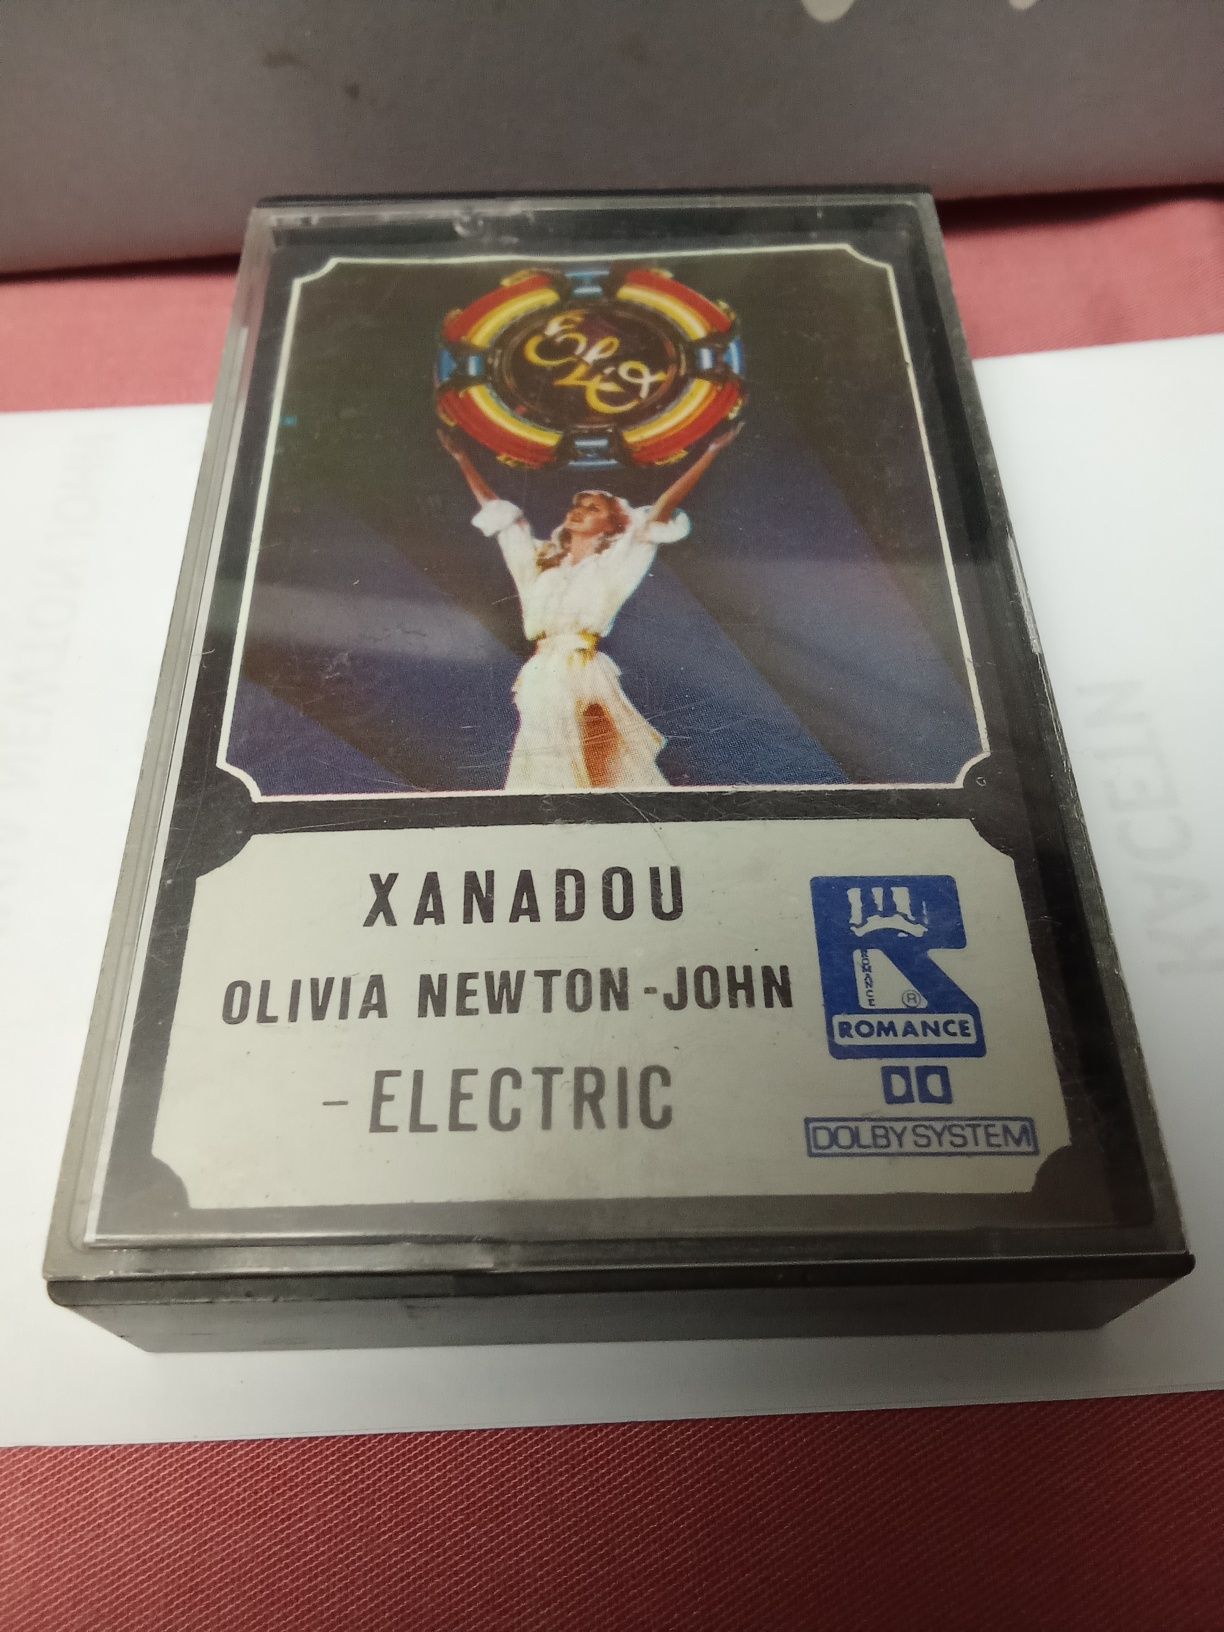 ELO
XANADOU
OLIVIA NEWTON-JOHN
-ELECTRIC
ROMANCE
®
ROMANCE
DOLBY SYSTEM